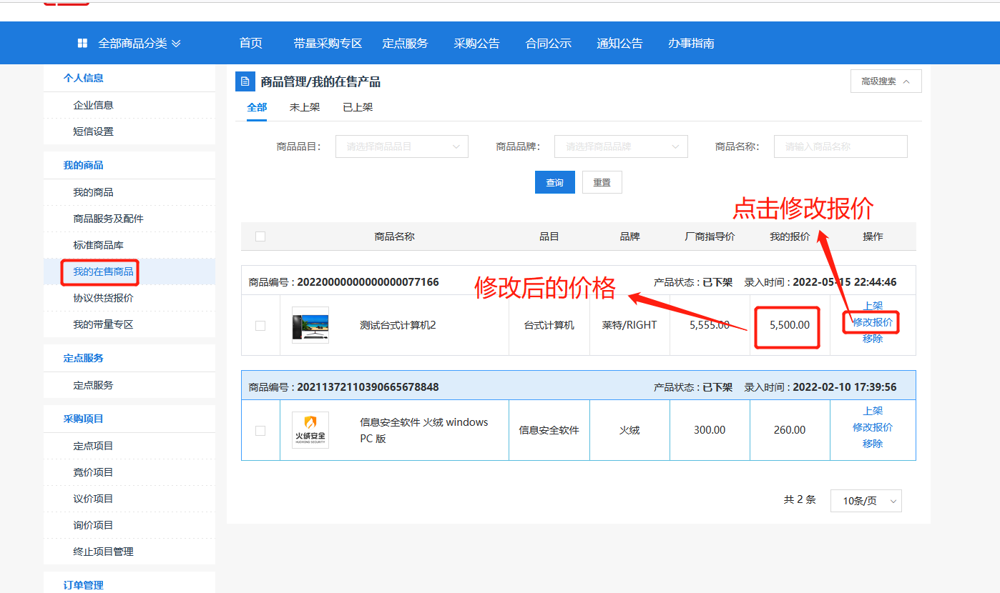 全部商品分类 首页 带量采购专区 定点服务 采购公告 合同公示 通知公告 办事指南
个人信息
企业信息
短信设置
我的商品
我的商品
商品服务及配件
标准商品库
我的在售商品
协议供货报价
我的带量专区
定点服务
定点服务
采购项目
定点项目
竞价项目
议价项目
询价项目
终止项目管理
订单管理
商品管理/我的在售产品 高级搜索
全部 未上架 已上架
商品品目： 请选择商品品目 商品品牌： 请选择商品品牌 商品名称： 请输入商品名称
查询 重置
点击修改报价
商品名称 品目 品牌 厂商指导价 我的报价 操作
商品编号 : 20220000000000000077166 产品状态 : 已下架 录入时间 : 2022-05-15 22:44:46
修改后的价格
测试台式计算机2 台式计算机 莱特/RIGHT 5,555.00 5,500.00
上架
修改报价
移除
商品编号 : 20211372110390665678848 产品状态 : 已下架 录入时间 : 2022-02-10 17:39:56
火绒安全
HUORONG SECURITY
信息安全软件 火绒 windows
PC 版
信息安全软件 火绒 300.00 260.00
上架
修改报价
移除
共 2 条 10条/页